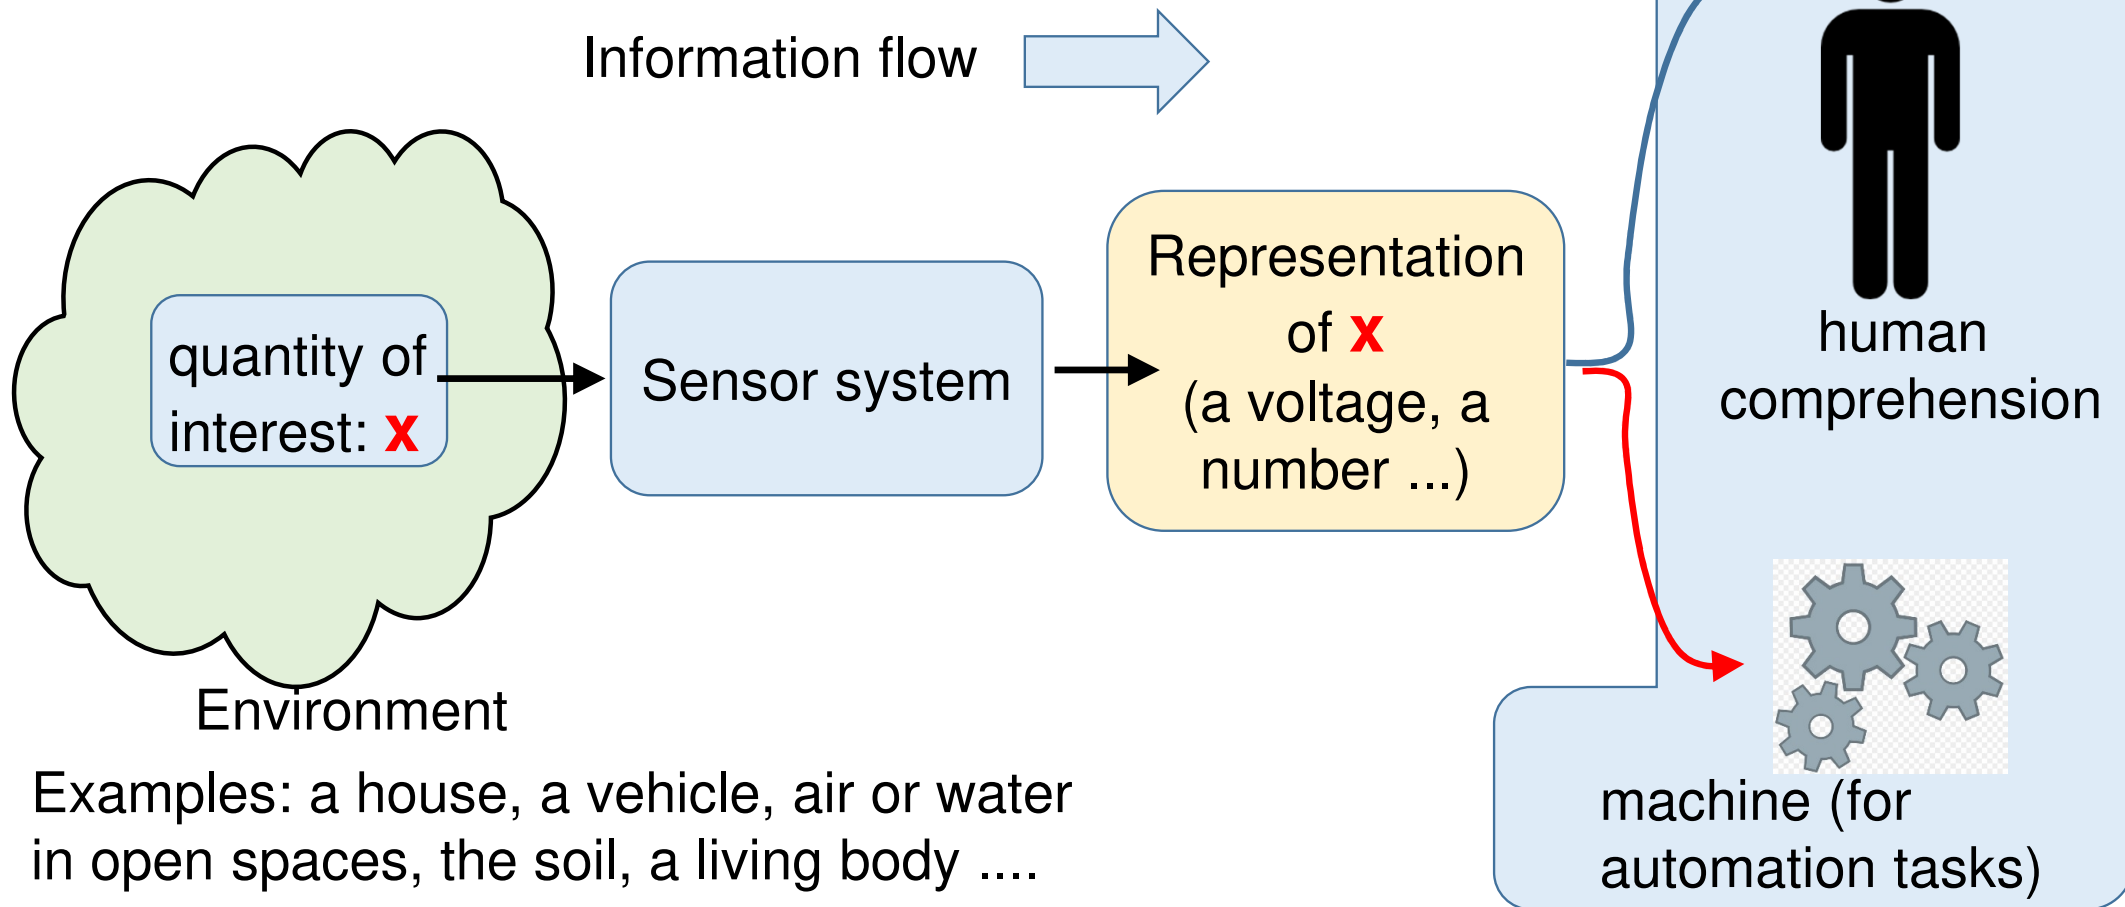 Information flow
quantity of
interest: x
Sensor system
Representation
of x
(a voltage, a
number ...)
human
comprehension
Environment
Examples: a house, a vehicle, air or water
in open spaces, the soil, a living body ....
machine (for
automation tasks)